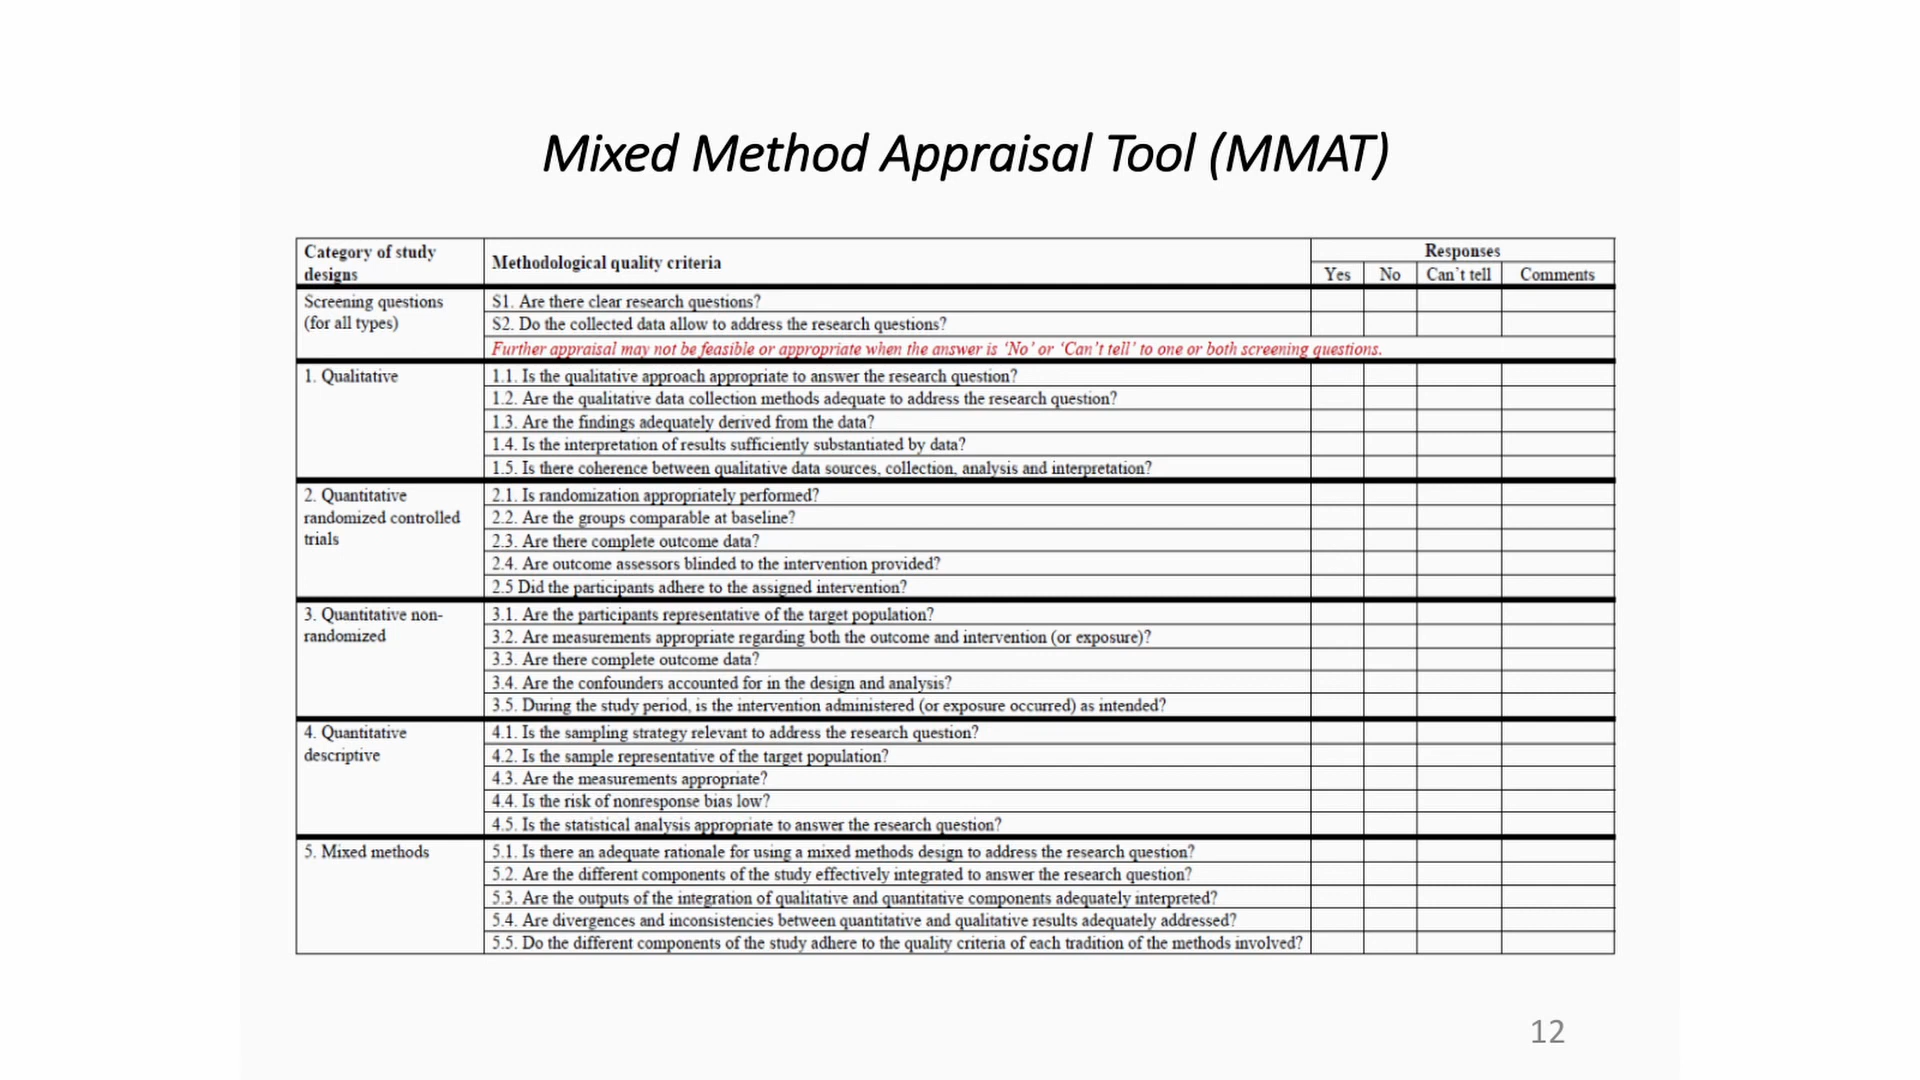 Mixed Method Appraisal Tool (MMAT)
Category of study designs
Methodological quality criteria
Responses
Yes
No
Can't tell
Comments
Screening questions (for all types)
S1. Are there clear research questions?
S2. Do the collected data allow to address the research questions?
Further appraisal may not be feasible or appropriate when the answer is ‘No’ or ‘Can’t tell’ to one or both screening questions.
1. Qualitative
1.1. Is the qualitative approach appropriate to answer the research question?
1.2. Are the qualitative data collection methods adequate to address the research question?
1.3. Are the findings adequately derived from the data?
1.4. Is the interpretation of results sufficiently substantiated by data?
1.5. Is there coherence between qualitative data sources, collection, analysis and interpretation?
2. Quantitative randomized controlled trials
2.1. Is randomization appropriately performed?
2.2. Are the groups comparable at baseline?
2.3. Are there complete outcome data?
2.4. Are outcome assessors blinded to the intervention provided?
2.5 Did the participants adhere to the assigned intervention?
3. Quantitative non-randomized
3.1. Are the participants representative of the target population?
3.2. Are measurements appropriate regarding both the outcome and intervention (or exposure)?
3.3. Are there complete outcome data?
3.4. Are the confounders accounted for in the design and analysis?
3.5. During the study period, is the intervention administered (or exposure occurred) as intended?
4. Quantitative descriptive
4.1. Is the sampling strategy relevant to address the research question?
4.2. Is the sample representative of the target population?
4.3. Are the measurements appropriate?
4.4. Is the risk of nonresponse bias low?
4.5. Is the statistical analysis appropriate to answer the research question?
5. Mixed methods
5.1. Is there an adequate rationale for using a mixed methods design to address the research question?
5.2. Are the different components of the study effectively integrated to answer the research question?
5.3. Are the outputs of the integration of qualitative and quantitative components adequately interpreted?
5.4. Are divergences and inconsistencies between quantitative and qualitative results adequately addressed?
5.5. Do the different components of the study adhere to the quality criteria of each tradition of the methods involved?
12